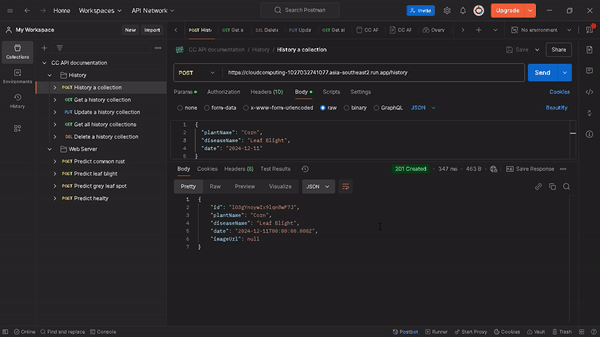 Home Workspaces API Network Search Postman Invite Upgrade
My Workspace New Import POST Hist GET Get a DEL Delete POST Upda GET Get al CC AF CC AF Overv No environment
Collections
Environments
History
CC API documentation
History
POST History a collection
GET Get a history collection
PUT Update a history collection
GET Get all history collections
DEL Delete a history collection
Web Server
POST Predict common rust
POST Predict leaf blight
POST Predict grey leaf spot
POST Predict healty
CC API documentation / History / History a collection Save Share
POST https://cloudcomputing-1027032741077.asia-southeast2.run.app/history Send
Params Authorization Headers (10) Body Scripts Settings Cookies
none form-data x-www-form-urlencoded raw binary GraphQL JSON Beautify
1 {
2 "plantName": "Corn",
3 "diseaseName": "Leaf Blight",
4 "date": "2024-12-11"
5 }
Body Cookies Headers (8) Test Results 201 Created 347 ms 463 B Save Response
Pretty Raw Preview Visualize JSON
1 {
2 "id":
3 "plantName": "Corn",
4 "diseaseName": "Leaf Blight",
5 "date": "2024-12-11T00:00:00.000Z",
6 "imageUrl": null
7 }
Online Find and replace Console Postbot Runner Start Proxy Cookies Vault Trash